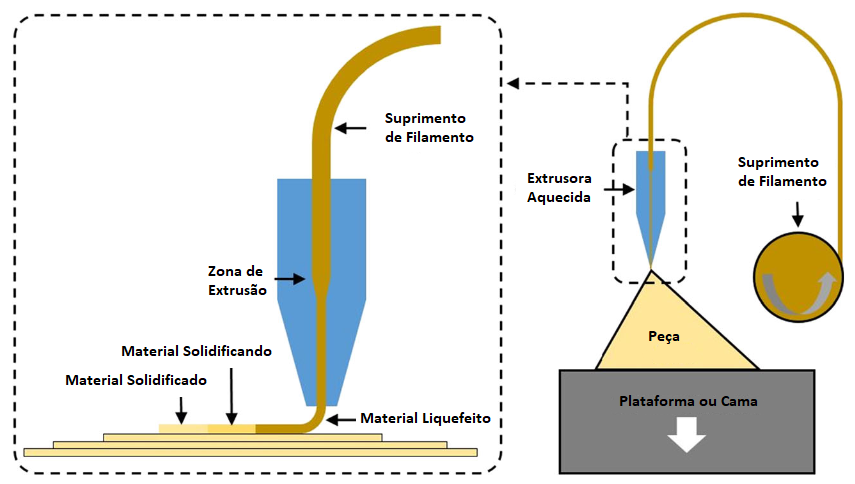 Suprimento
de Filamento
Zona de
Extrusão
Material Solidificando
Material Solidificado
Material Liquefeito
Extrusora
Aquecida
Suprimento
de Filamento
Peça
Plataforma ou Cama